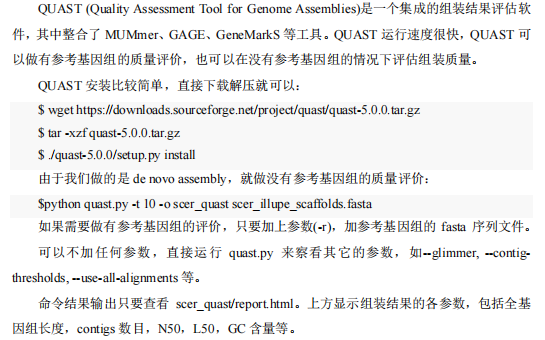 QUAST (Quality Assessment Tool for Genome Assemblies)是一个集成的组装结果评估软
件，其中整合了 MUMmer、GAGE、GeneMarkS 等工具。QUAST 运行速度很快，QUAST 可
以做有参考基因组的质量评价，也可以在没有参考基因组的情况下评估组装质量。
QUAST 安装比较简单，直接下载解压就可以：
$ wget https://downloads.sourceforge.net/project/quast/quast-5.0.0.tar.gz
$ tar -xzf quast-5.0.0.tar.gz
$ ./quast-5.0.0/setup.py install
由于我们做的是 de novo assembly，就做没有参考基因组的质量评价：
$python quast.py -t 10 -o scer_quast scer_illupe_scaffolds.fasta
如果需要做有参考基因组的评价，只要加上参数(-r)，加参考基因组的 fasta 序列文件。
可以不加任何参数，直接运行 quast.py 来察看其它的参数，如--glimmer, --contig-
thresholds, --use-all-alignments 等。
命令结果输出只要查看 scer_quast/report.html。上方显示组装结果的各参数，包括全基
因组长度，contigs 数目，N50，L50，GC 含量等。